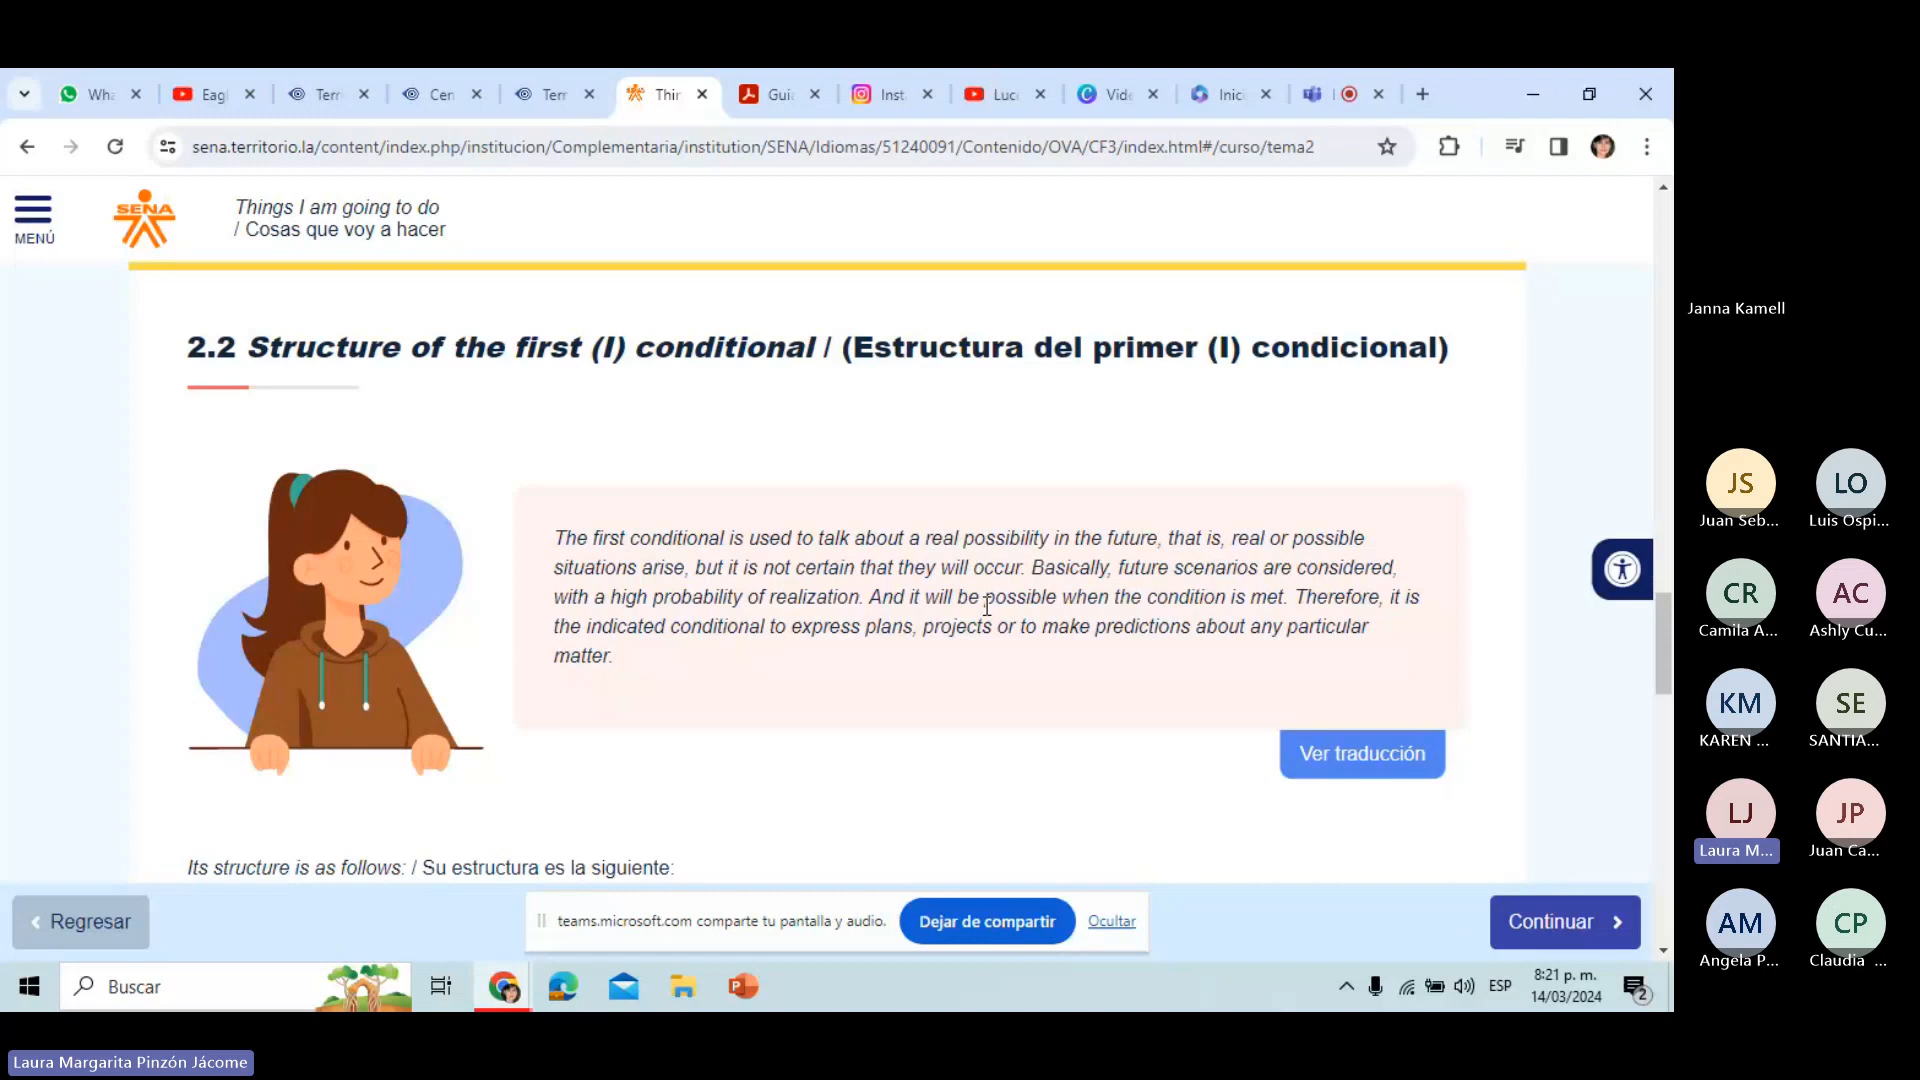 Wha
Eag
Terr
Cen
Terr
Thir
Gui
Inst
Luc
Vide
Inic
sena.territorio.la/content/index.php/institucion/Complementaria/institution/SENA/Idiomas/51240091/Contenido/OVA/CF3/index.html#/curso/tema2
MENÚ
SENA
Things I am going to do
/ Cosas que voy a hacer
2.2 Structure of the first (I) conditional / (Estructura del primer (I) condicional)
The first conditional is used to talk about a real possibility in the future, that is, real or possible
situations arise, but it is not certain that they will occur. Basically, future scenarios are considered,
with a high probability of realization. And it will be possible when the condition is met. Therefore, it is
the indicated conditional to express plans, projects or to make predictions about any particular
matter.
Ver traducción
Its structure is as follows: / Su estructura es la siguiente:
Regresar
teams.microsoft.com comparte tu pantalla y audio.
Dejar de compartir
Ocultar
Continuar
Buscar
ESP
8:21 p. m.
14/03/2024
2
Janna Kamell
JS
LO
Juan Seb...
Luis Ospi...
CR
AC
Camila A...
Ashly Cu...
KM
SE
KAREN ...
SANTIA...
LJ
JP
Laura M...
Juan Ca...
AM
CP
Angela P...
Claudia ...
Laura Margarita Pinzón Jácome